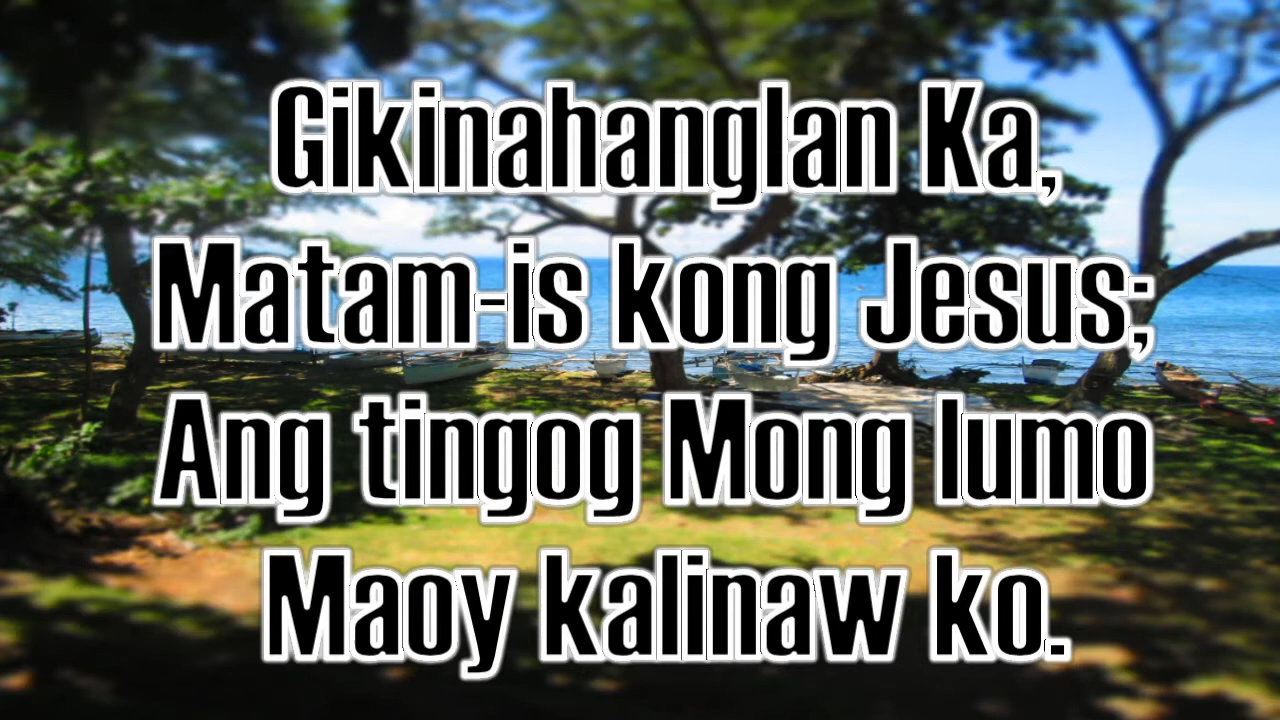 Gikinahanglan Ka,
Matam-is kong Jesus;
Ang tingog Mong lumo
Maoy kalinaw ko.